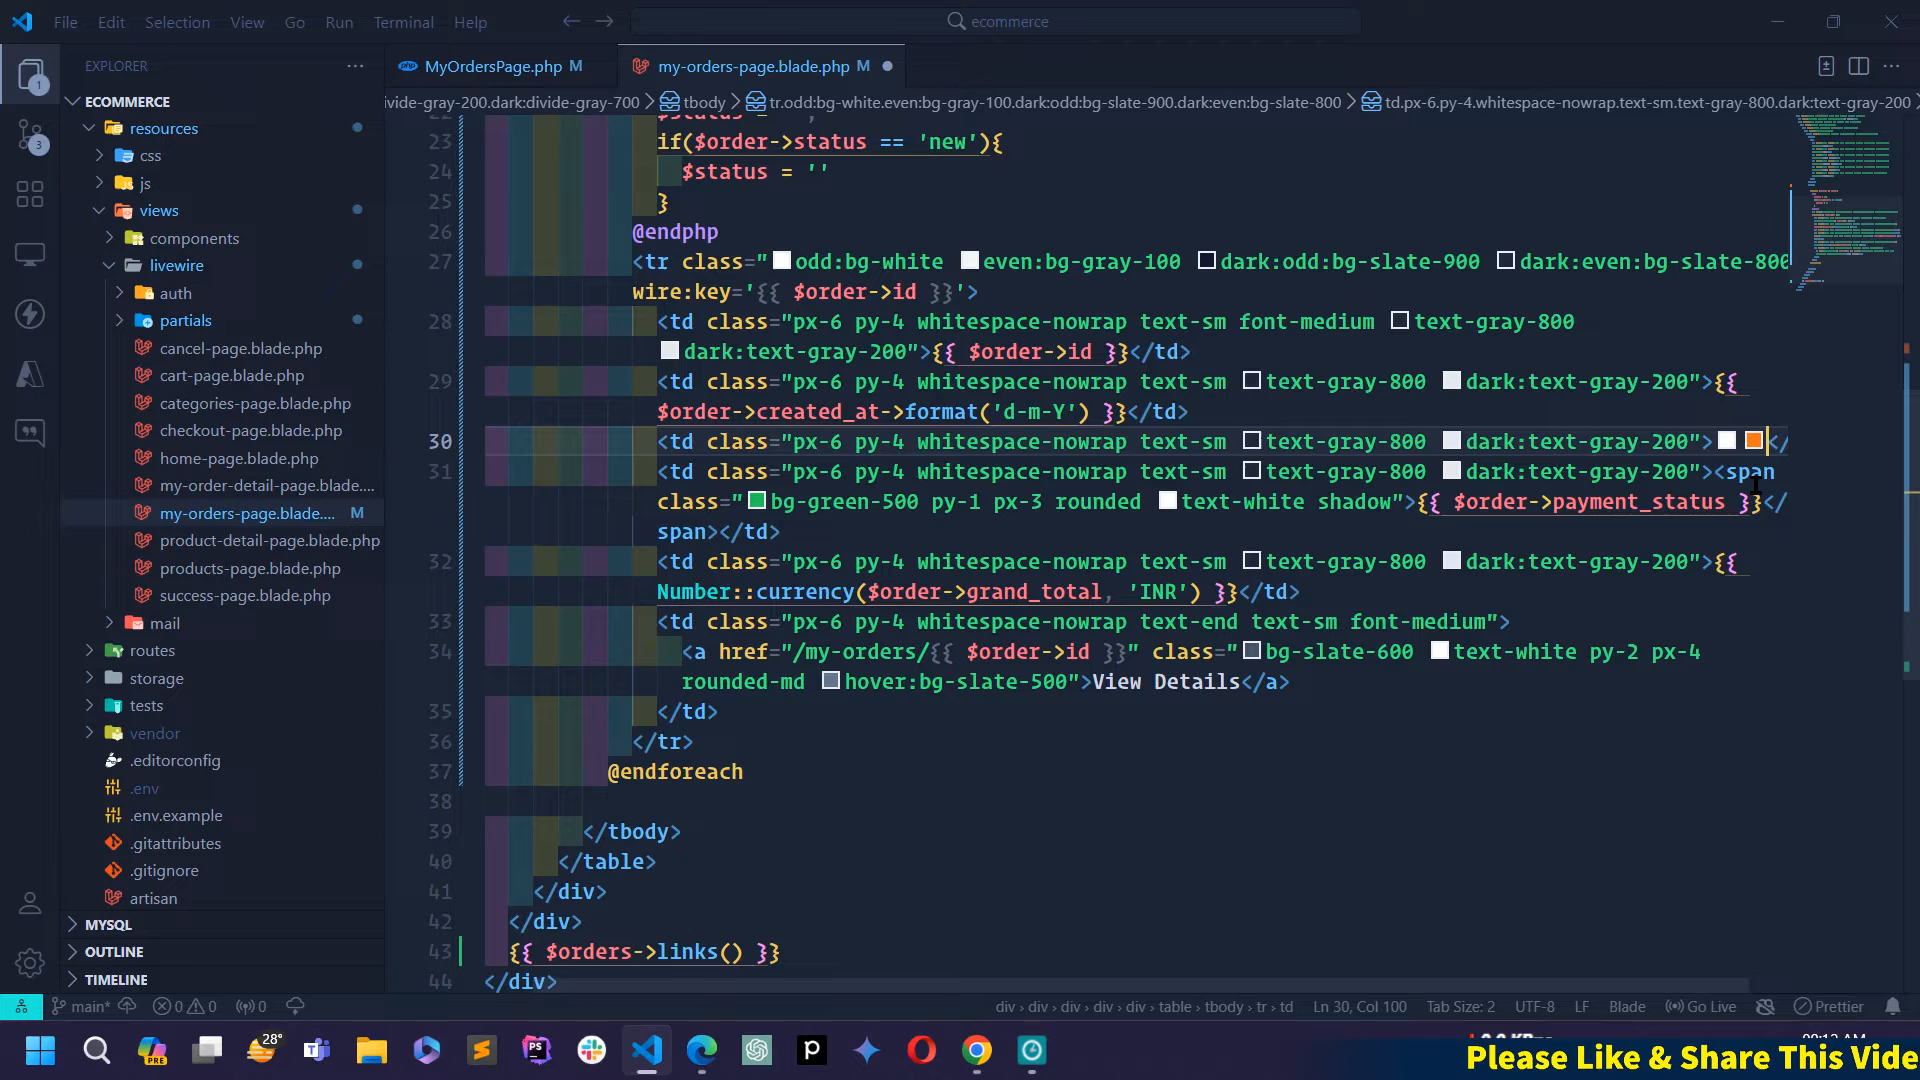 File Edit Selection View Go Run Terminal Help
ecommerce
EXPLORER
MyOrdersPage.php M
my-orders-page.blade.php M
ivide-gray-200.dark:divide-gray-700 > tbody > tr.odd:bg-white.even:bg-gray-100.dark:odd:bg-slate-900.dark:even:bg-slate-800 > td.px-6.py-4.whitespace-nowrap.text-sm.text-gray-800.dark:text-gray-200 >
ECOMMERCE
resources
css
js
views
components
livewire
auth
partials
cancel-page.blade.php
cart-page.blade.php
categories-page.blade.php
checkout-page.blade.php
home-page.blade.php
my-order-detail-page.blade....
my-orders-page.blade.... M
product-detail-page.blade.php
products-page.blade.php
success-page.blade.php
mail
routes
storage
tests
vendor
.editorconfig
.env
.env.example
.gitattributes
.gitignore
artisan
MYSQL
OUTLINE
TIMELINE
1
3
23 if($order->status == 'new'){
24 $status = ''
25 }
26 @endphp
27 <tr class="odd:bg-white even:bg-gray-100 dark:odd:bg-slate-900 dark:even:bg-slate-800
wire:key='{{ $order->id }}'>
28 <td class="px-6 py-4 whitespace-nowrap text-sm font-medium text-gray-800
dark:text-gray-200">{{ $order->id }}</td>
29 <td class="px-6 py-4 whitespace-nowrap text-sm text-gray-800 dark:text-gray-200">{{
$order->created_at->format('d-m-Y') }}</td>
30 <td class="px-6 py-4 whitespace-nowrap text-sm text-gray-800 dark:text-gray-200"></
31 <td class="px-6 py-4 whitespace-nowrap text-sm text-gray-800 dark:text-gray-200"><span
class="bg-green-500 py-1 px-3 rounded text-white shadow">{{ $order->payment_status }}</
span></td>
32 <td class="px-6 py-4 whitespace-nowrap text-sm text-gray-800 dark:text-gray-200">{{
Number::currency($order->grand_total, 'INR') }}</td>
33 <td class="px-6 py-4 whitespace-nowrap text-end text-sm font-medium">
34 <a href="/my-orders/{{ $order->id }}" class="bg-slate-600 text-white py-2 px-4
rounded-md hover:bg-slate-500">View Details</a>
35 </td>
36 </tr>
37 @endforeach
38
39 </tbody>
40 </table>
41 </div>
42 </div>
43 {{ $orders->links() }}
44 </div>
main* 0 0 0 div > div > div > div > div > table > tbody > tr > td Ln 30, Col 100 Tab Size: 2 UTF-8 LF Blade Go Live Prettier
PRE
28°
PS
p
Please Like & Share This Vide